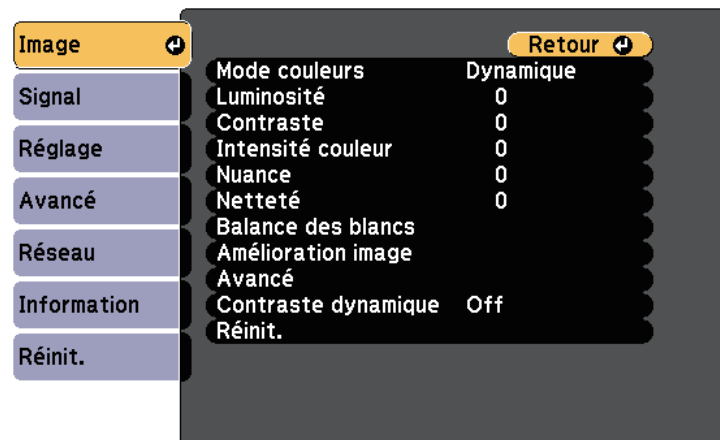 Image
Signal
Réglage
Avancé
Réseau
Information
Réinit.
Retour
Mode couleurs Dynamique
Luminosité 0
Contraste 0
Intensité couleur 0
Nuance 0
Netteté 0
Balance des blancs
Amélioration image
Avancé
Contraste dynamique Off
Réinit.